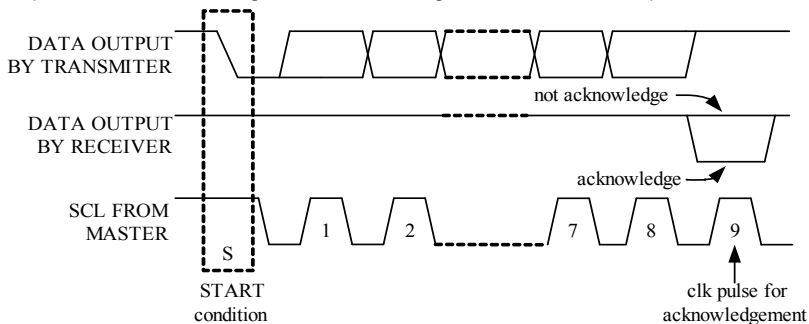 DATA OUTPUT
BY TRANSMITER
not acknowledge
DATA OUTPUT
BY RECEIVER
acknowledge
SCL FROM
MASTER
1
2
7
8
9
S
START
condition
clk pulse for
acknowledgement